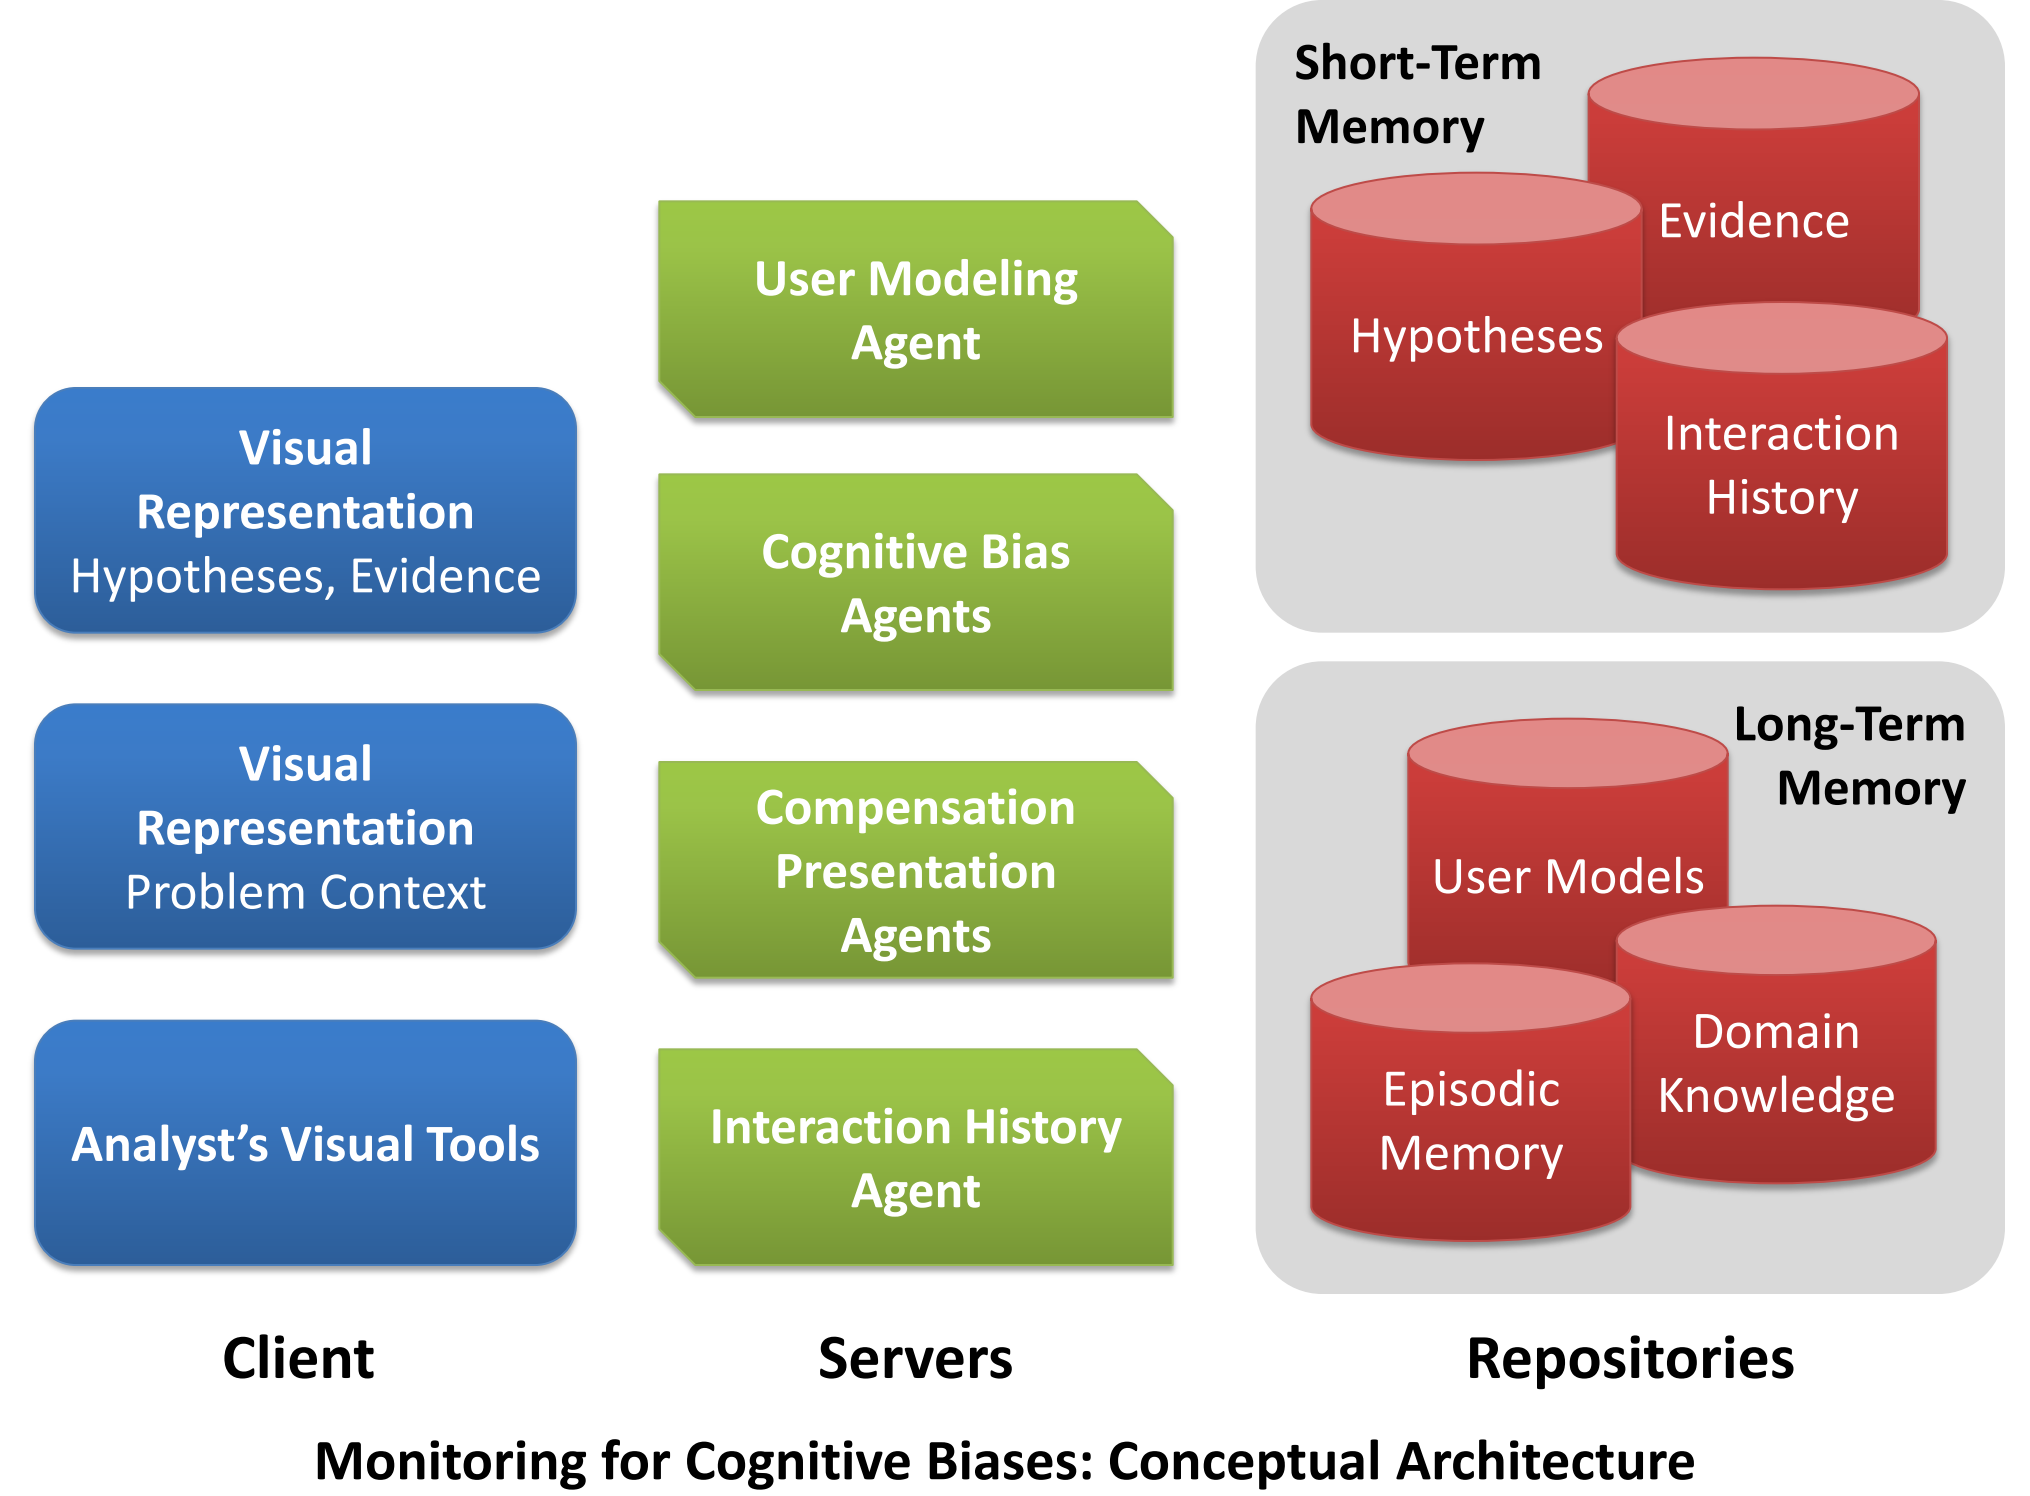 Visual
Representation
Hypotheses, Evidence
Visual
Representation
Problem Context
Analyst’s Visual Tools
Client
User Modeling
Agent
Cognitive Bias
Agents
Compensation
Presentation
Agents
Interaction History
Agent
Servers
Short-Term
Memory
Evidence
Hypotheses
Interaction
History
Long-Term
Memory
User Models
Domain
Knowledge
Episodic
Memory
Repositories
Monitoring for Cognitive Biases: Conceptual Architecture